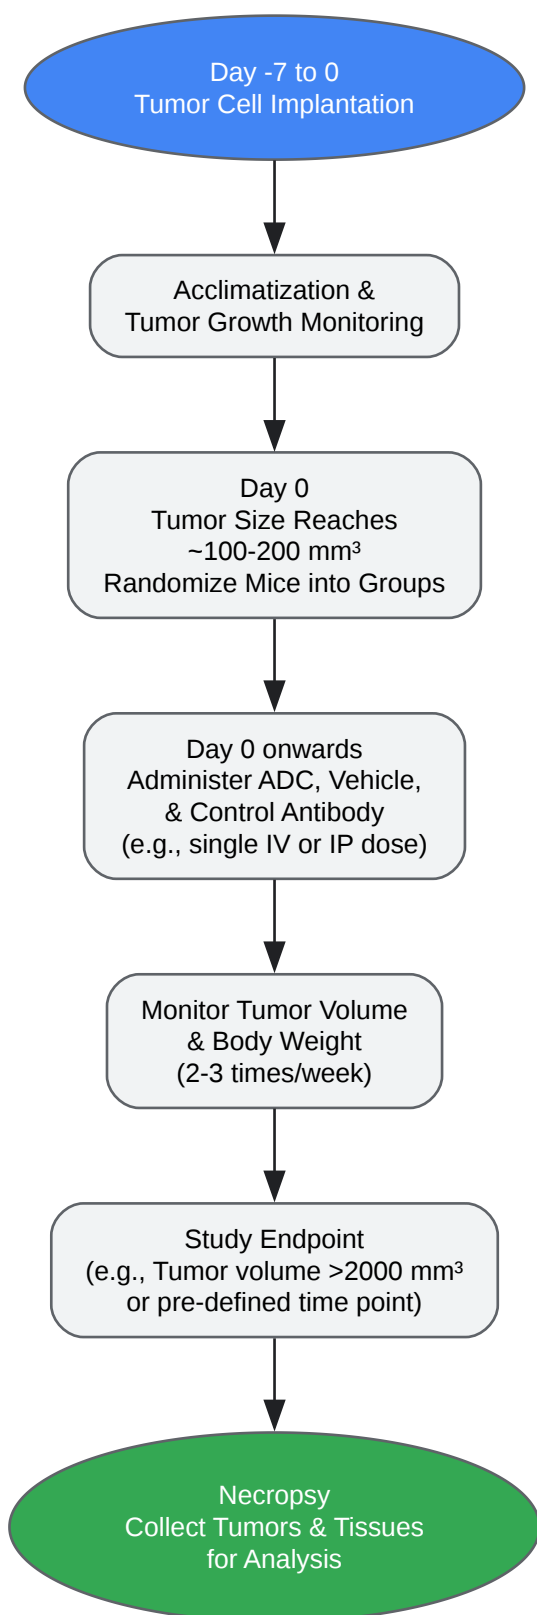 Day -7 to 0
Tumor Cell Implantation
Acclimatization &
Tumor Growth Monitoring
Day 0
Tumor Size Reaches
~100-200 mm³
Randomize Mice into Groups
Day 0 onwards
Administer ADC, Vehicle,
& Control Antibody
(e.g., single IV or IP dose)
Monitor Tumor Volume
& Body Weight
(2-3 times/week)
Study Endpoint
(e.g., Tumor volume >2000 mm³
or pre-defined time point)
Necropsy
Collect Tumors & Tissues
for Analysis